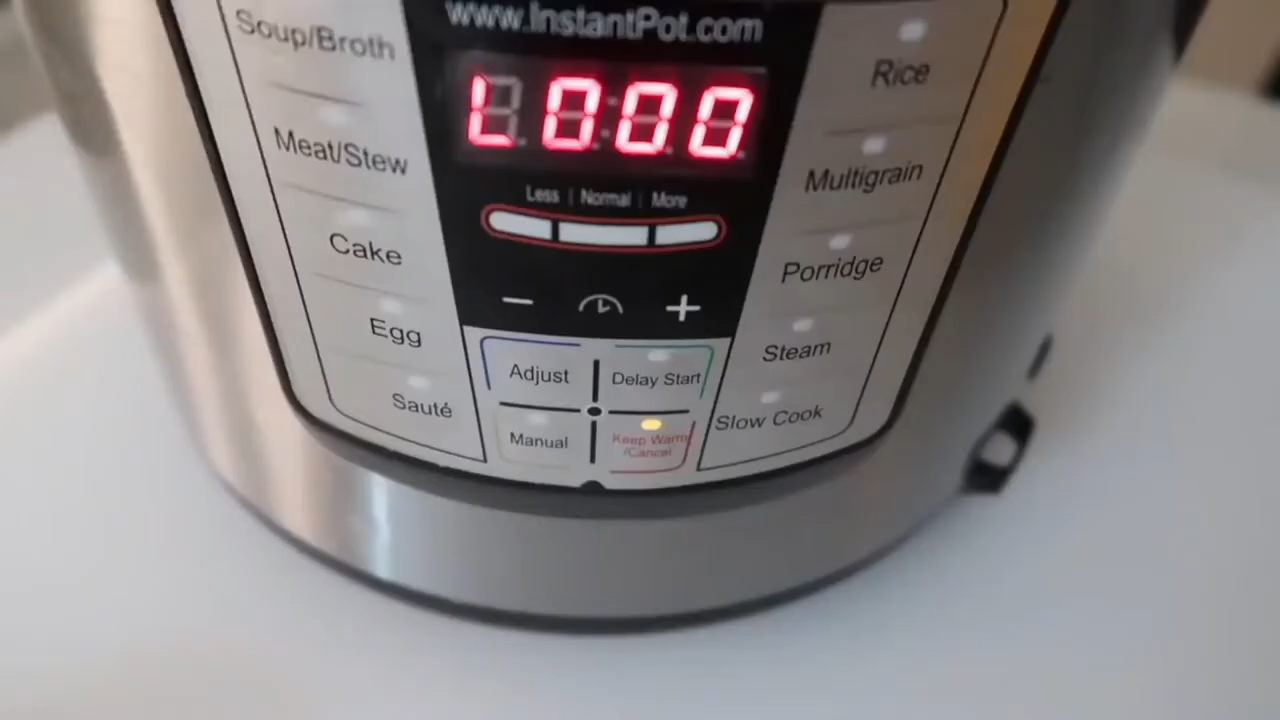 www.InstantPot.com
L000
Less | Normal | More
Soup/Broth
Meat/Stew
Cake
Egg
Sauté
− +
Adjust
Delay Start
Manual
Keep Warm
/Cancel
Rice
Multigrain
Porridge
Steam
Slow Cook